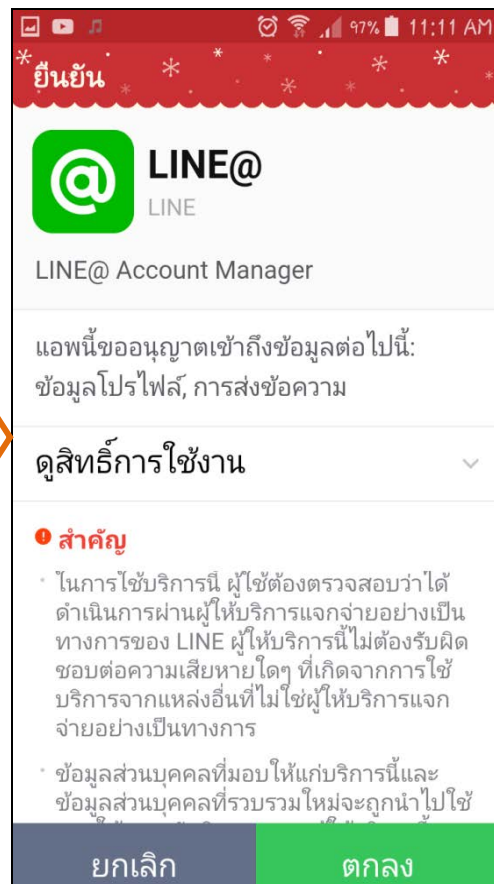 97% 11:11 AM
ยืนยัน
@ LINE@
LINE
LINE@ Account Manager
แอพนี้ขออนุญาตเข้าถึงข้อมูลต่อไปนี้:
ข้อมูลโปรไฟล์, การส่งข้อความ
ดูสิทธิ์การใช้งาน
สำคัญ
ในการใช้บริการนี้ ผู้ใช้ต้องตรวจสอบว่าได้
ดำเนินการผ่านผู้ให้บริการแจกจ่ายอย่างเป็น
ทางการของ LINE ผู้ให้บริการนี้ไม่ต้องรับผิด
ชอบต่อความเสียหายใดๆ ที่เกิดจากการใช้
บริการจากแหล่งอื่นที่ไม่ใช่ผู้ให้บริการแจก
จ่ายอย่างเป็นทางการ
ข้อมูลส่วนบุคคลที่มอบให้แก่บริการนี้และ
ข้อมูลส่วนบุคคลที่รวบรวมใหม่จะถูกนำไปใช้
ยกเลิก ตกลง